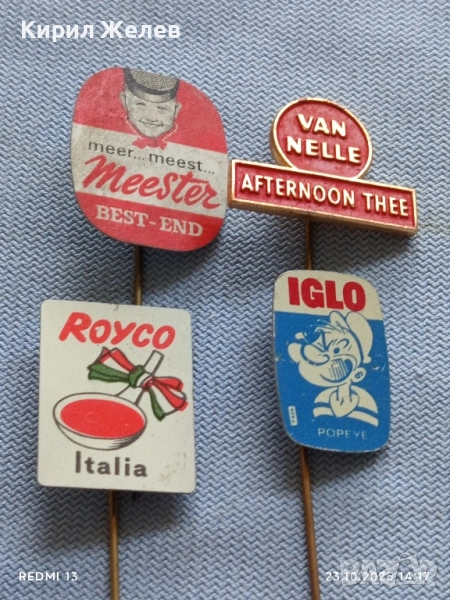 Кирил Желев
meer... meest...
Meester
BEST-END
VAN
NELLE
AFTERNOON THEE
ROYCO
Italia
IGLO
POPEYE
REDMI 13
23.10.2025 14:17